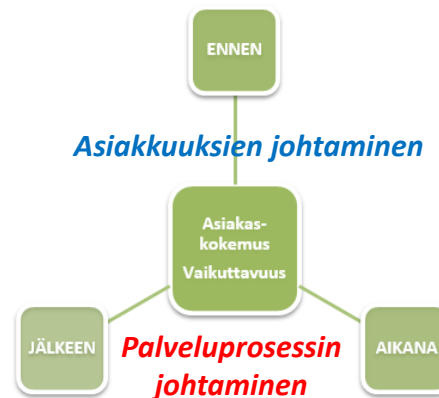 ENNEN
Asiakkuuksien johtaminen
Asiakas-
kokemus
Vaikuttavuus
JÄLKEEN
Palveluprosessin
johtaminen
AIKANA